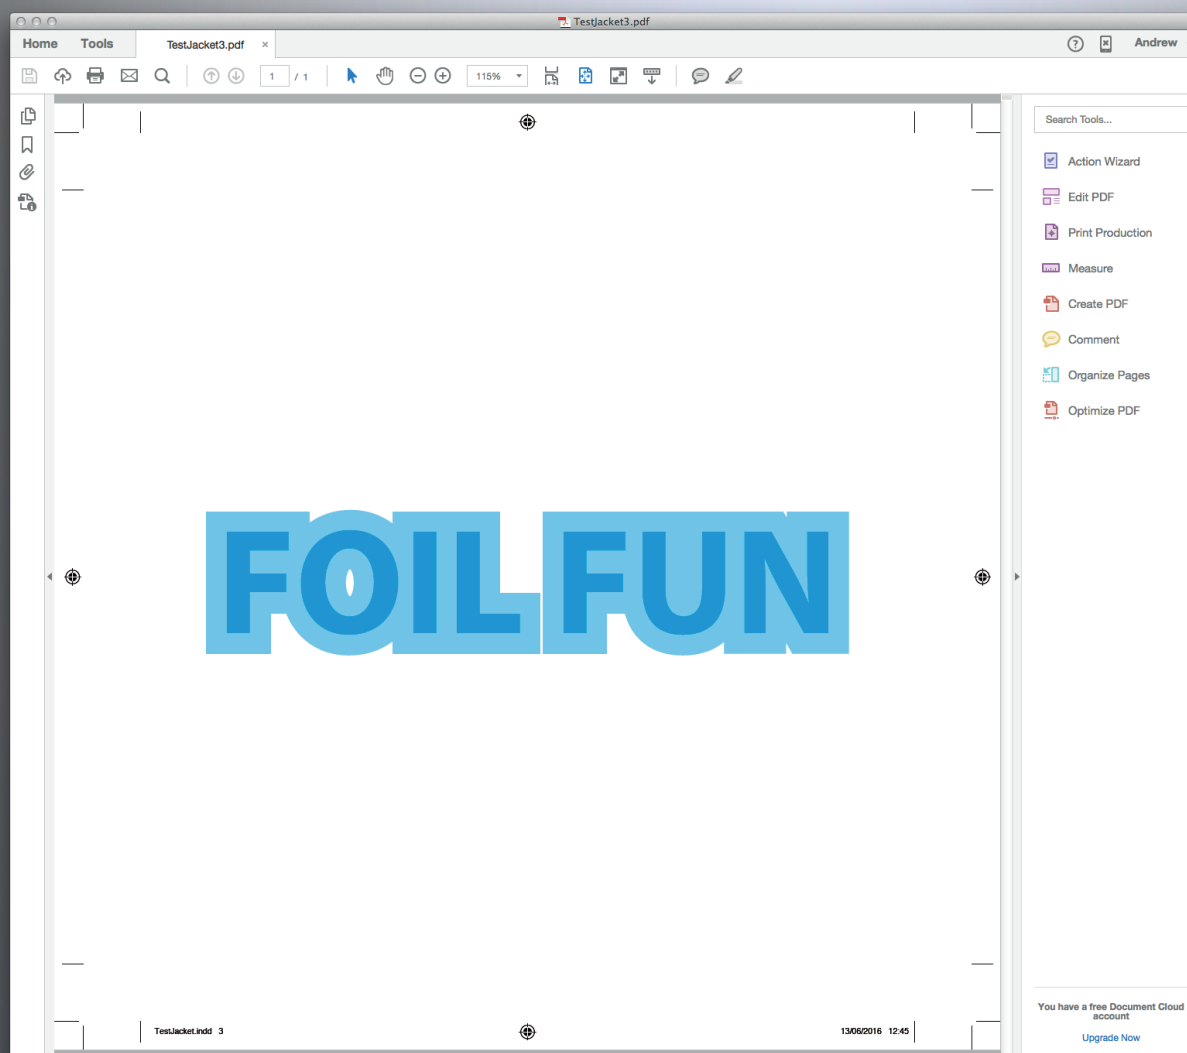 TestJacket3.pdf
Home Tools TestJacket3.pdf × Andrew
1 / 1 115%
Search Tools...
Action Wizard
Edit PDF
Print Production
Measure
Create PDF
Comment
Organize Pages
Optimize PDF
FOIL FUN
TestJacket.indd 3 13/06/2016 12:45
You have a free Document Cloud
account
Upgrade Now